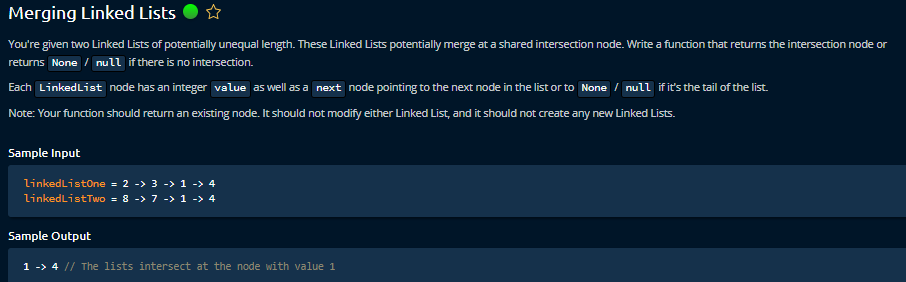 Merging Linked Lists
You're given two Linked Lists of potentially unequal length. These Linked Lists potentially merge at a shared intersection node. Write a function that returns the intersection node or
returns None / null if there is no intersection.
Each LinkedList node has an integer value as well as a next node pointing to the next node in the list or to None / null if it's the tail of the list.
Note: Your function should return an existing node. It should not modify either Linked List, and it should not create any new Linked Lists.
Sample Input
linkedListOne = 2 -> 3 -> 1 -> 4
linkedListTwo = 8 -> 7 -> 1 -> 4
Sample Output
1 -> 4 // The lists intersect at the node with value 1